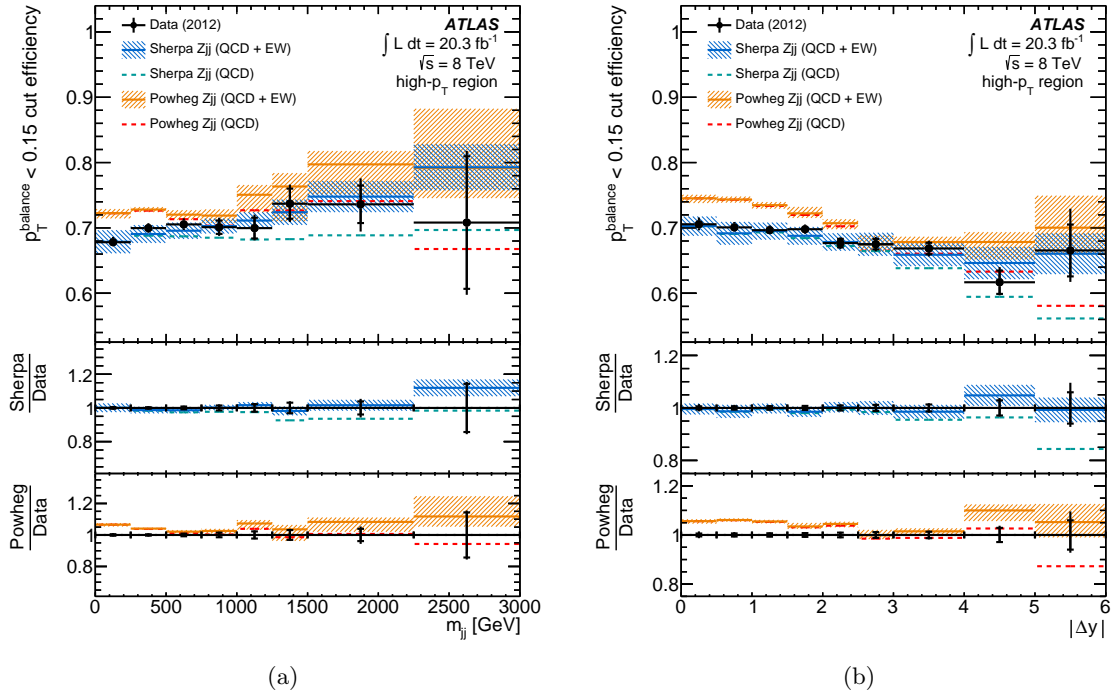 p_T^balance < 0.15 cut efficiency
1
0.9
0.8
0.7
0.6
Data (2012)
Sherpa Zjj (QCD + EW)
Sherpa Zjj (QCD)
Powheg Zjj (QCD + EW)
Powheg Zjj (QCD)
ATLAS
∫ L dt = 20.3 fb⁻¹
√s = 8 TeV
high-p_T region
Sherpa
Data
1.2
1
0.8
Powheg
Data
1.2
1
0.8
0 500 1000 1500 2000 2500 3000
m_jj [GeV]
(a)
p_T^balance < 0.15 cut efficiency
1
0.9
0.8
0.7
0.6
Data (2012)
Sherpa Zjj (QCD + EW)
Sherpa Zjj (QCD)
Powheg Zjj (QCD + EW)
Powheg Zjj (QCD)
ATLAS
∫ L dt = 20.3 fb⁻¹
√s = 8 TeV
high-p_T region
Sherpa
Data
1.2
1
0.8
Powheg
Data
1.2
1
0.8
0 1 2 3 4 5 6
|Δy|
(b)